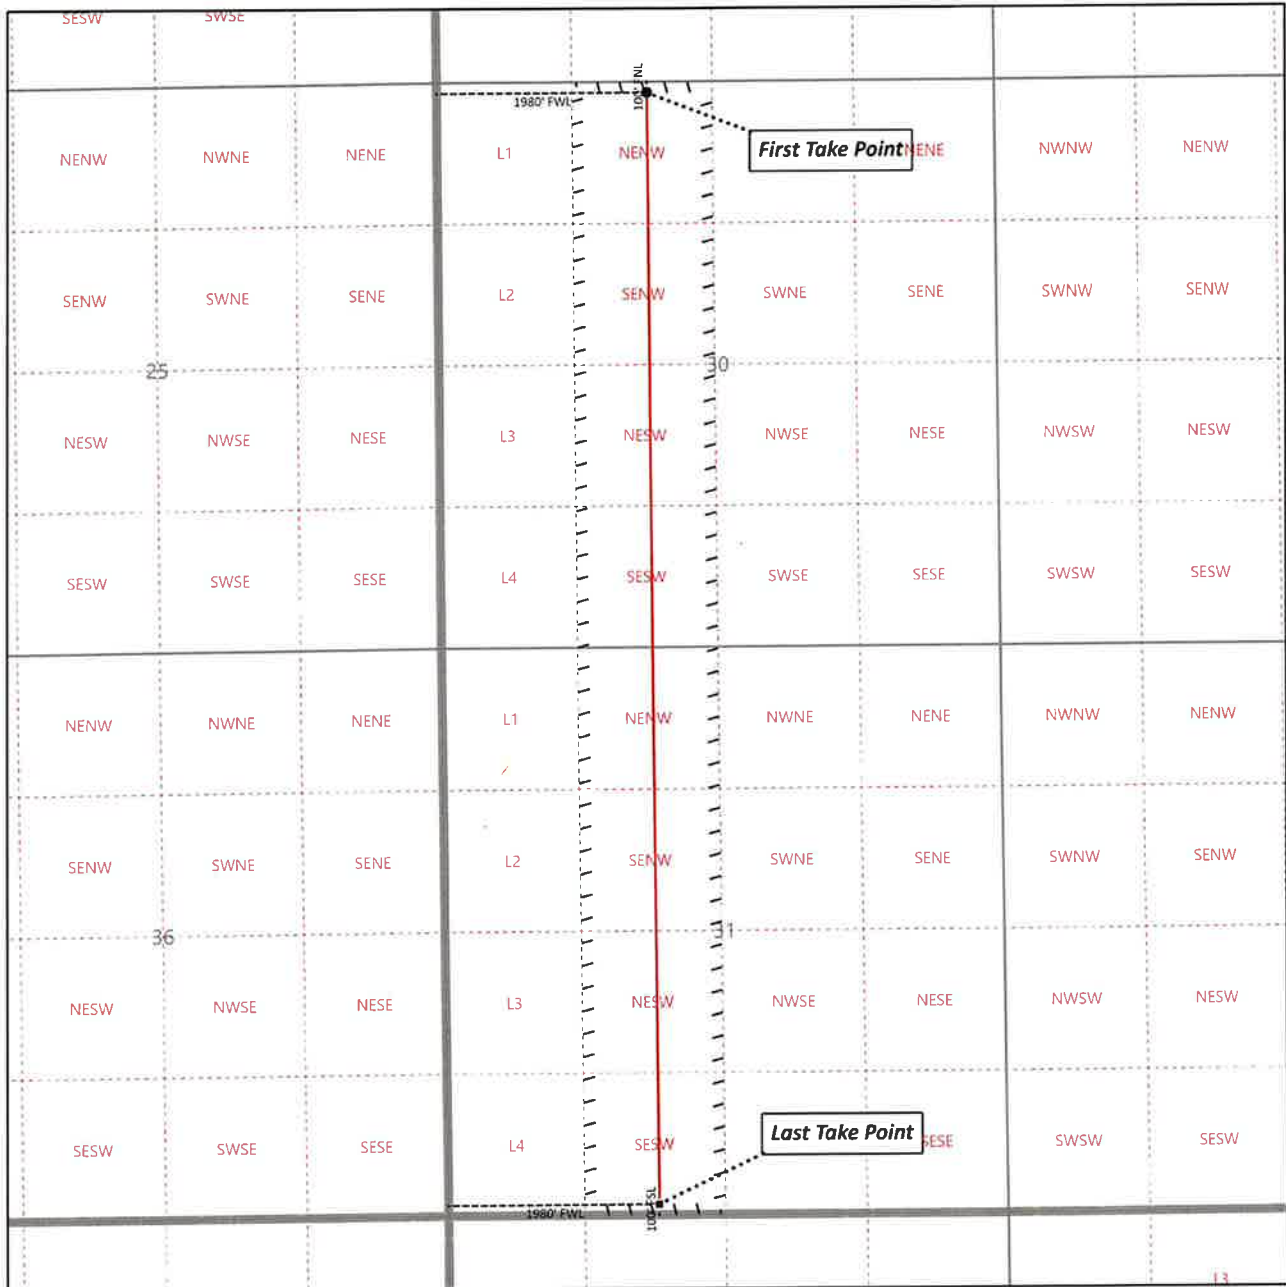 SESW SWSE
1980' FWL 100' FNL
First Take Point
NENW NWNE NENE L1 NENW NENE NWNW NENW
SENW SWNE SENE L2 SENW SWNE SENE SWNW SENW
25 30
NESW NWSE NESE L3 NESW NWSE NESE NWSW NESW
SESW SWSE SESE L4 SESW SWSE SESE SWSW SESW
NENW NWNE NENE L1 NENW NWNE NENE NWNW NENW
SENW SWNE SENE L2 SENW SWNE SENE SWNW SENW
36 31
NESW NWSE NESE L3 NESW NWSE NESE NWSW NESW
Last Take Point
SESW SWSE SESE L4 SESW SESE SWSW SESW
1980' FWL 100' FSL
L3